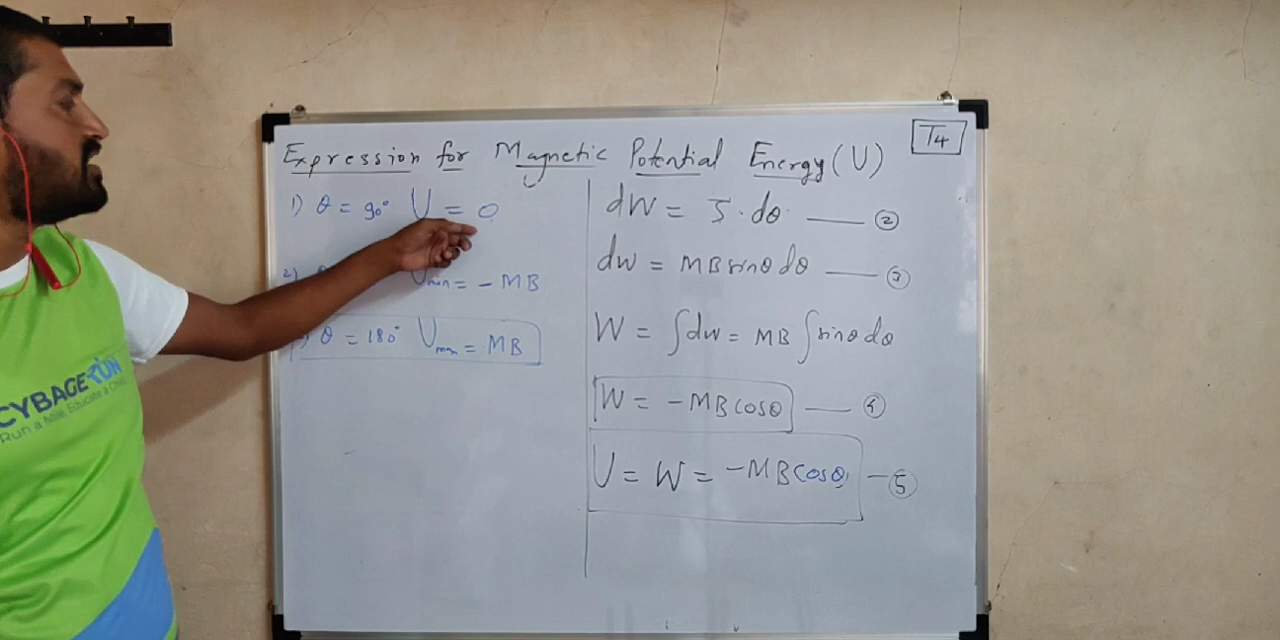 Expression for Magnetic Potential Energy (U)
T4
1) θ = 90° U = 0
2) Umin = - MB
θ = 180° Umax = MB
dW = τ · dθ —— ②
dw = MB sinθ dθ —— ③
W = ∫dw = MB ∫sinθ dθ
W = -MB cosθ —— ④
U = W = -MB cosθ —⑤
CYBAGE RUN
Run a Mile, Educate a Child